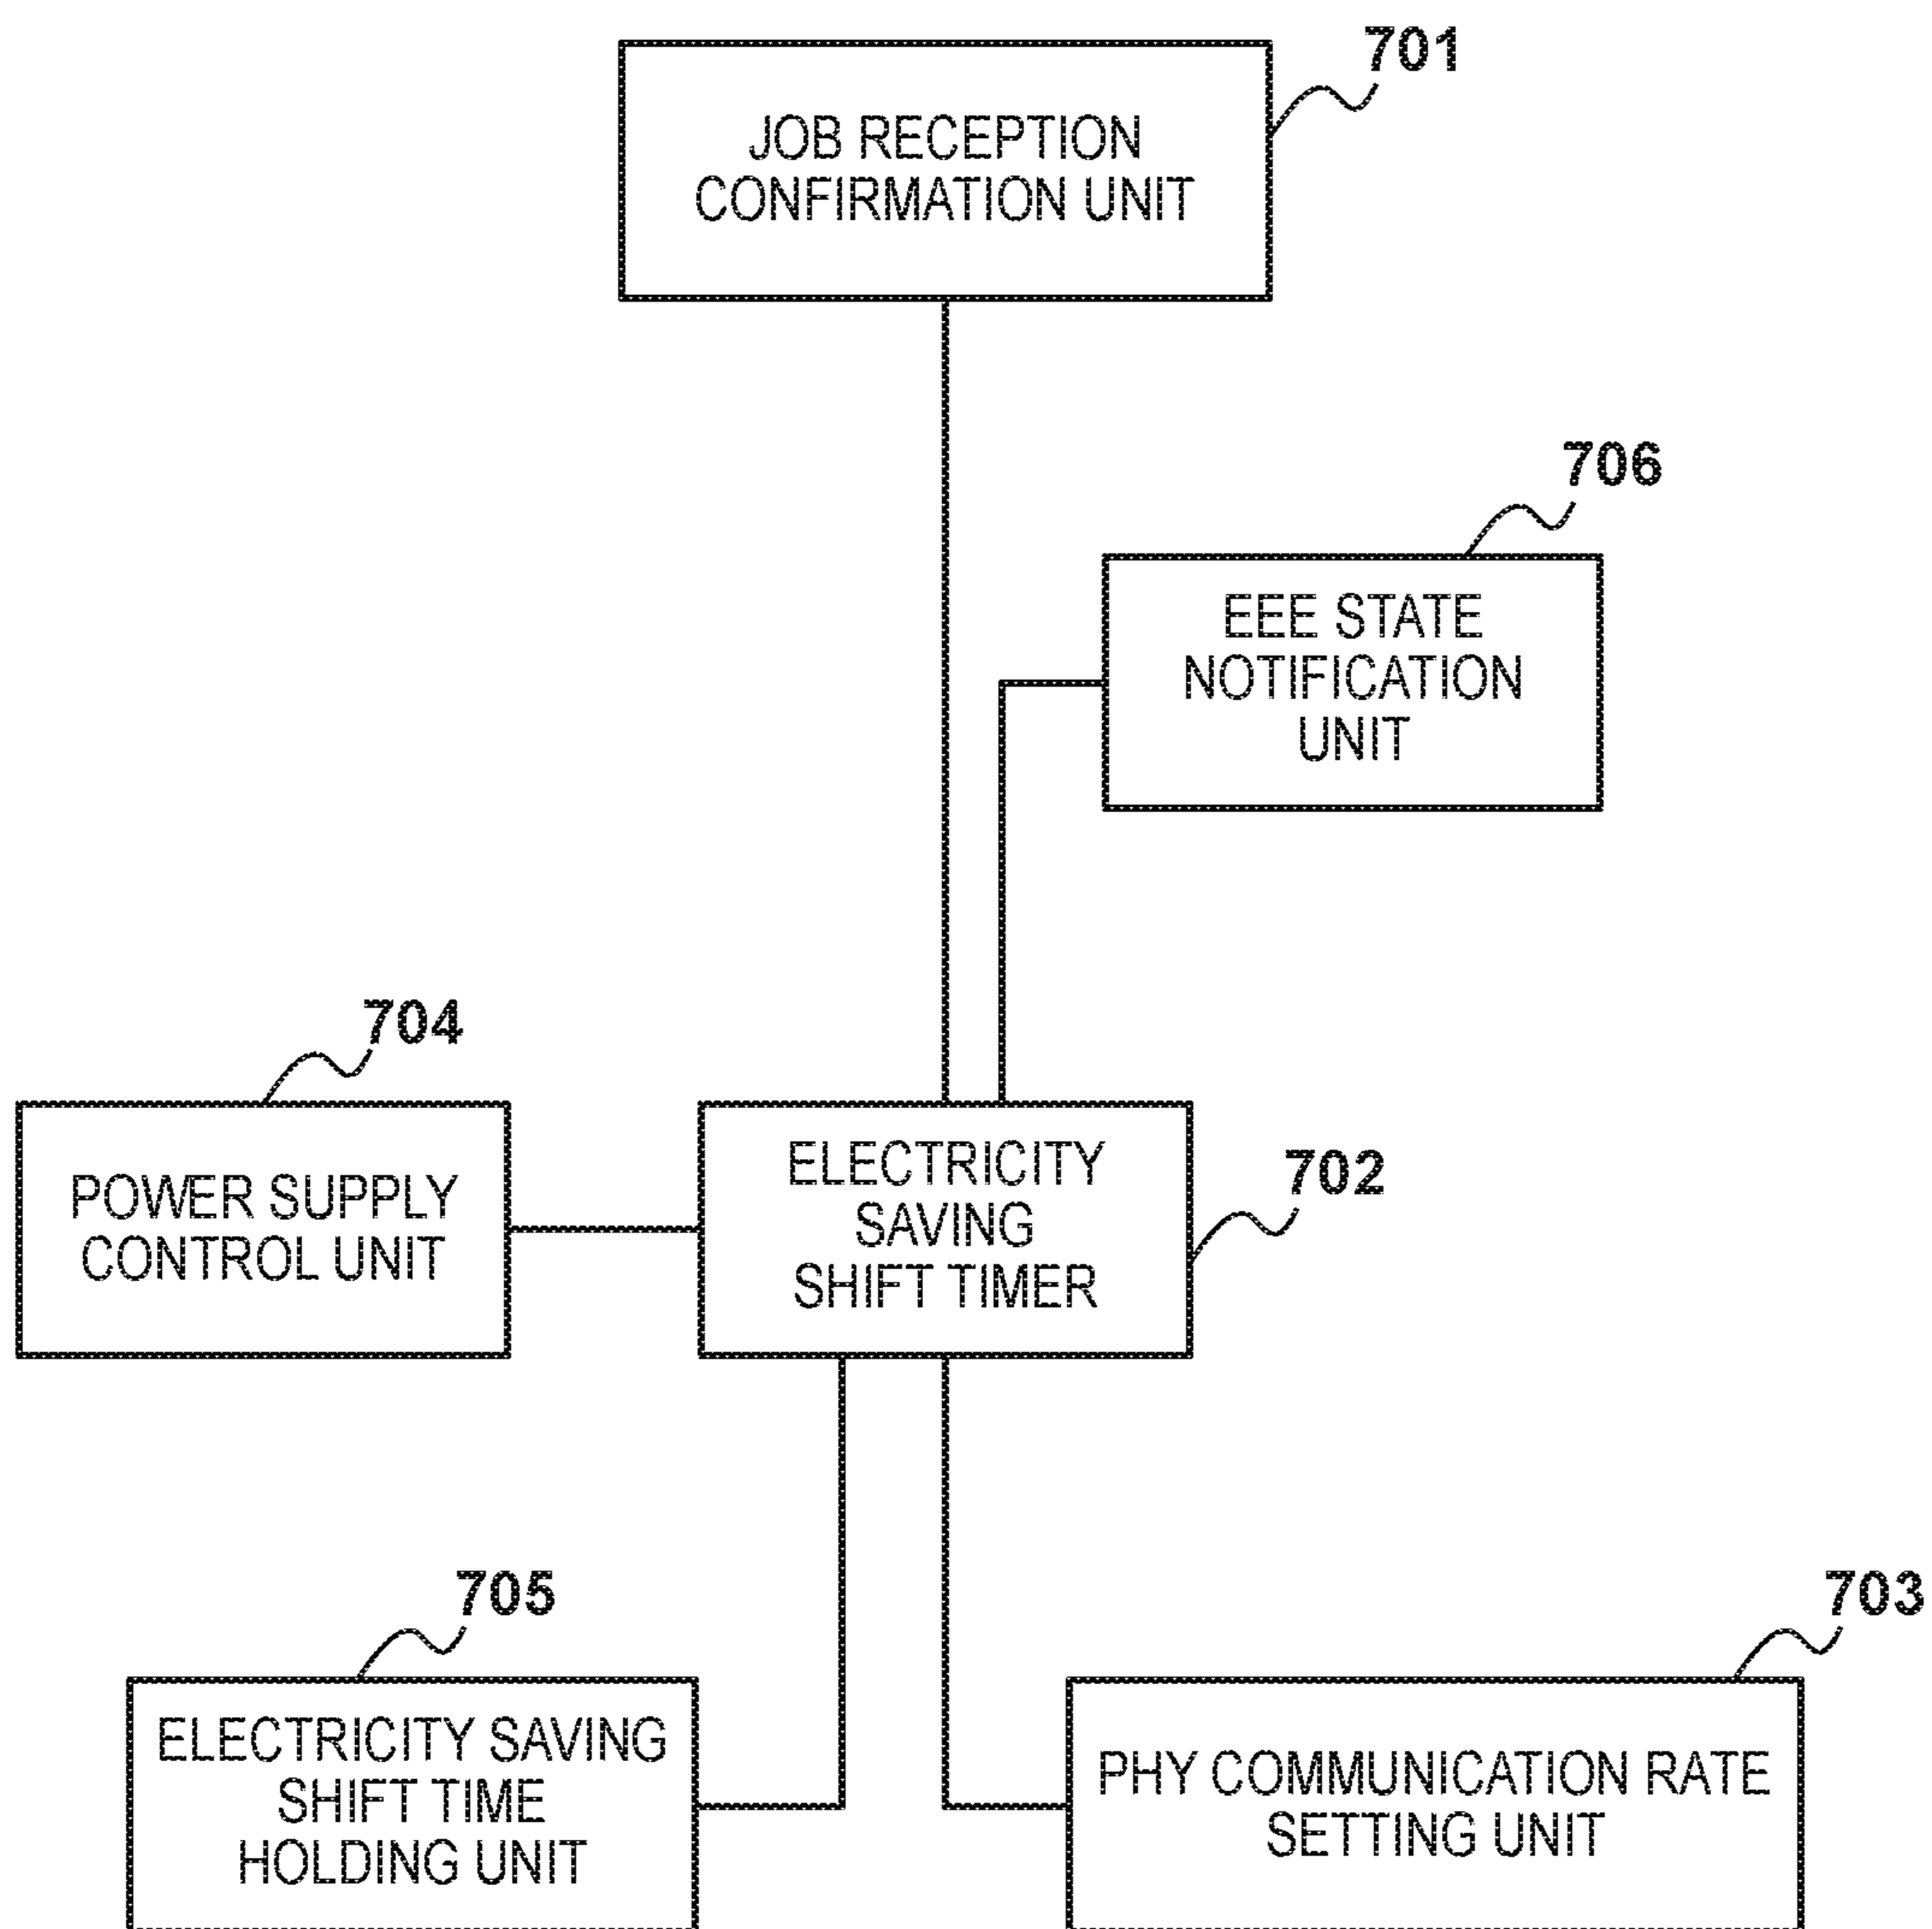 701
JOB RECEPTION
CONFIRMATION UNIT
706
EEE STATE
NOTIFICATION
UNIT
704
POWER SUPPLY
CONTROL UNIT
702
ELECTRICITY
SAVING
SHIFT TIMER
705
ELECTRICITY SAVING
SHIFT TIME
HOLDING UNIT
703
PHY COMMUNICATION RATE
SETTING UNIT